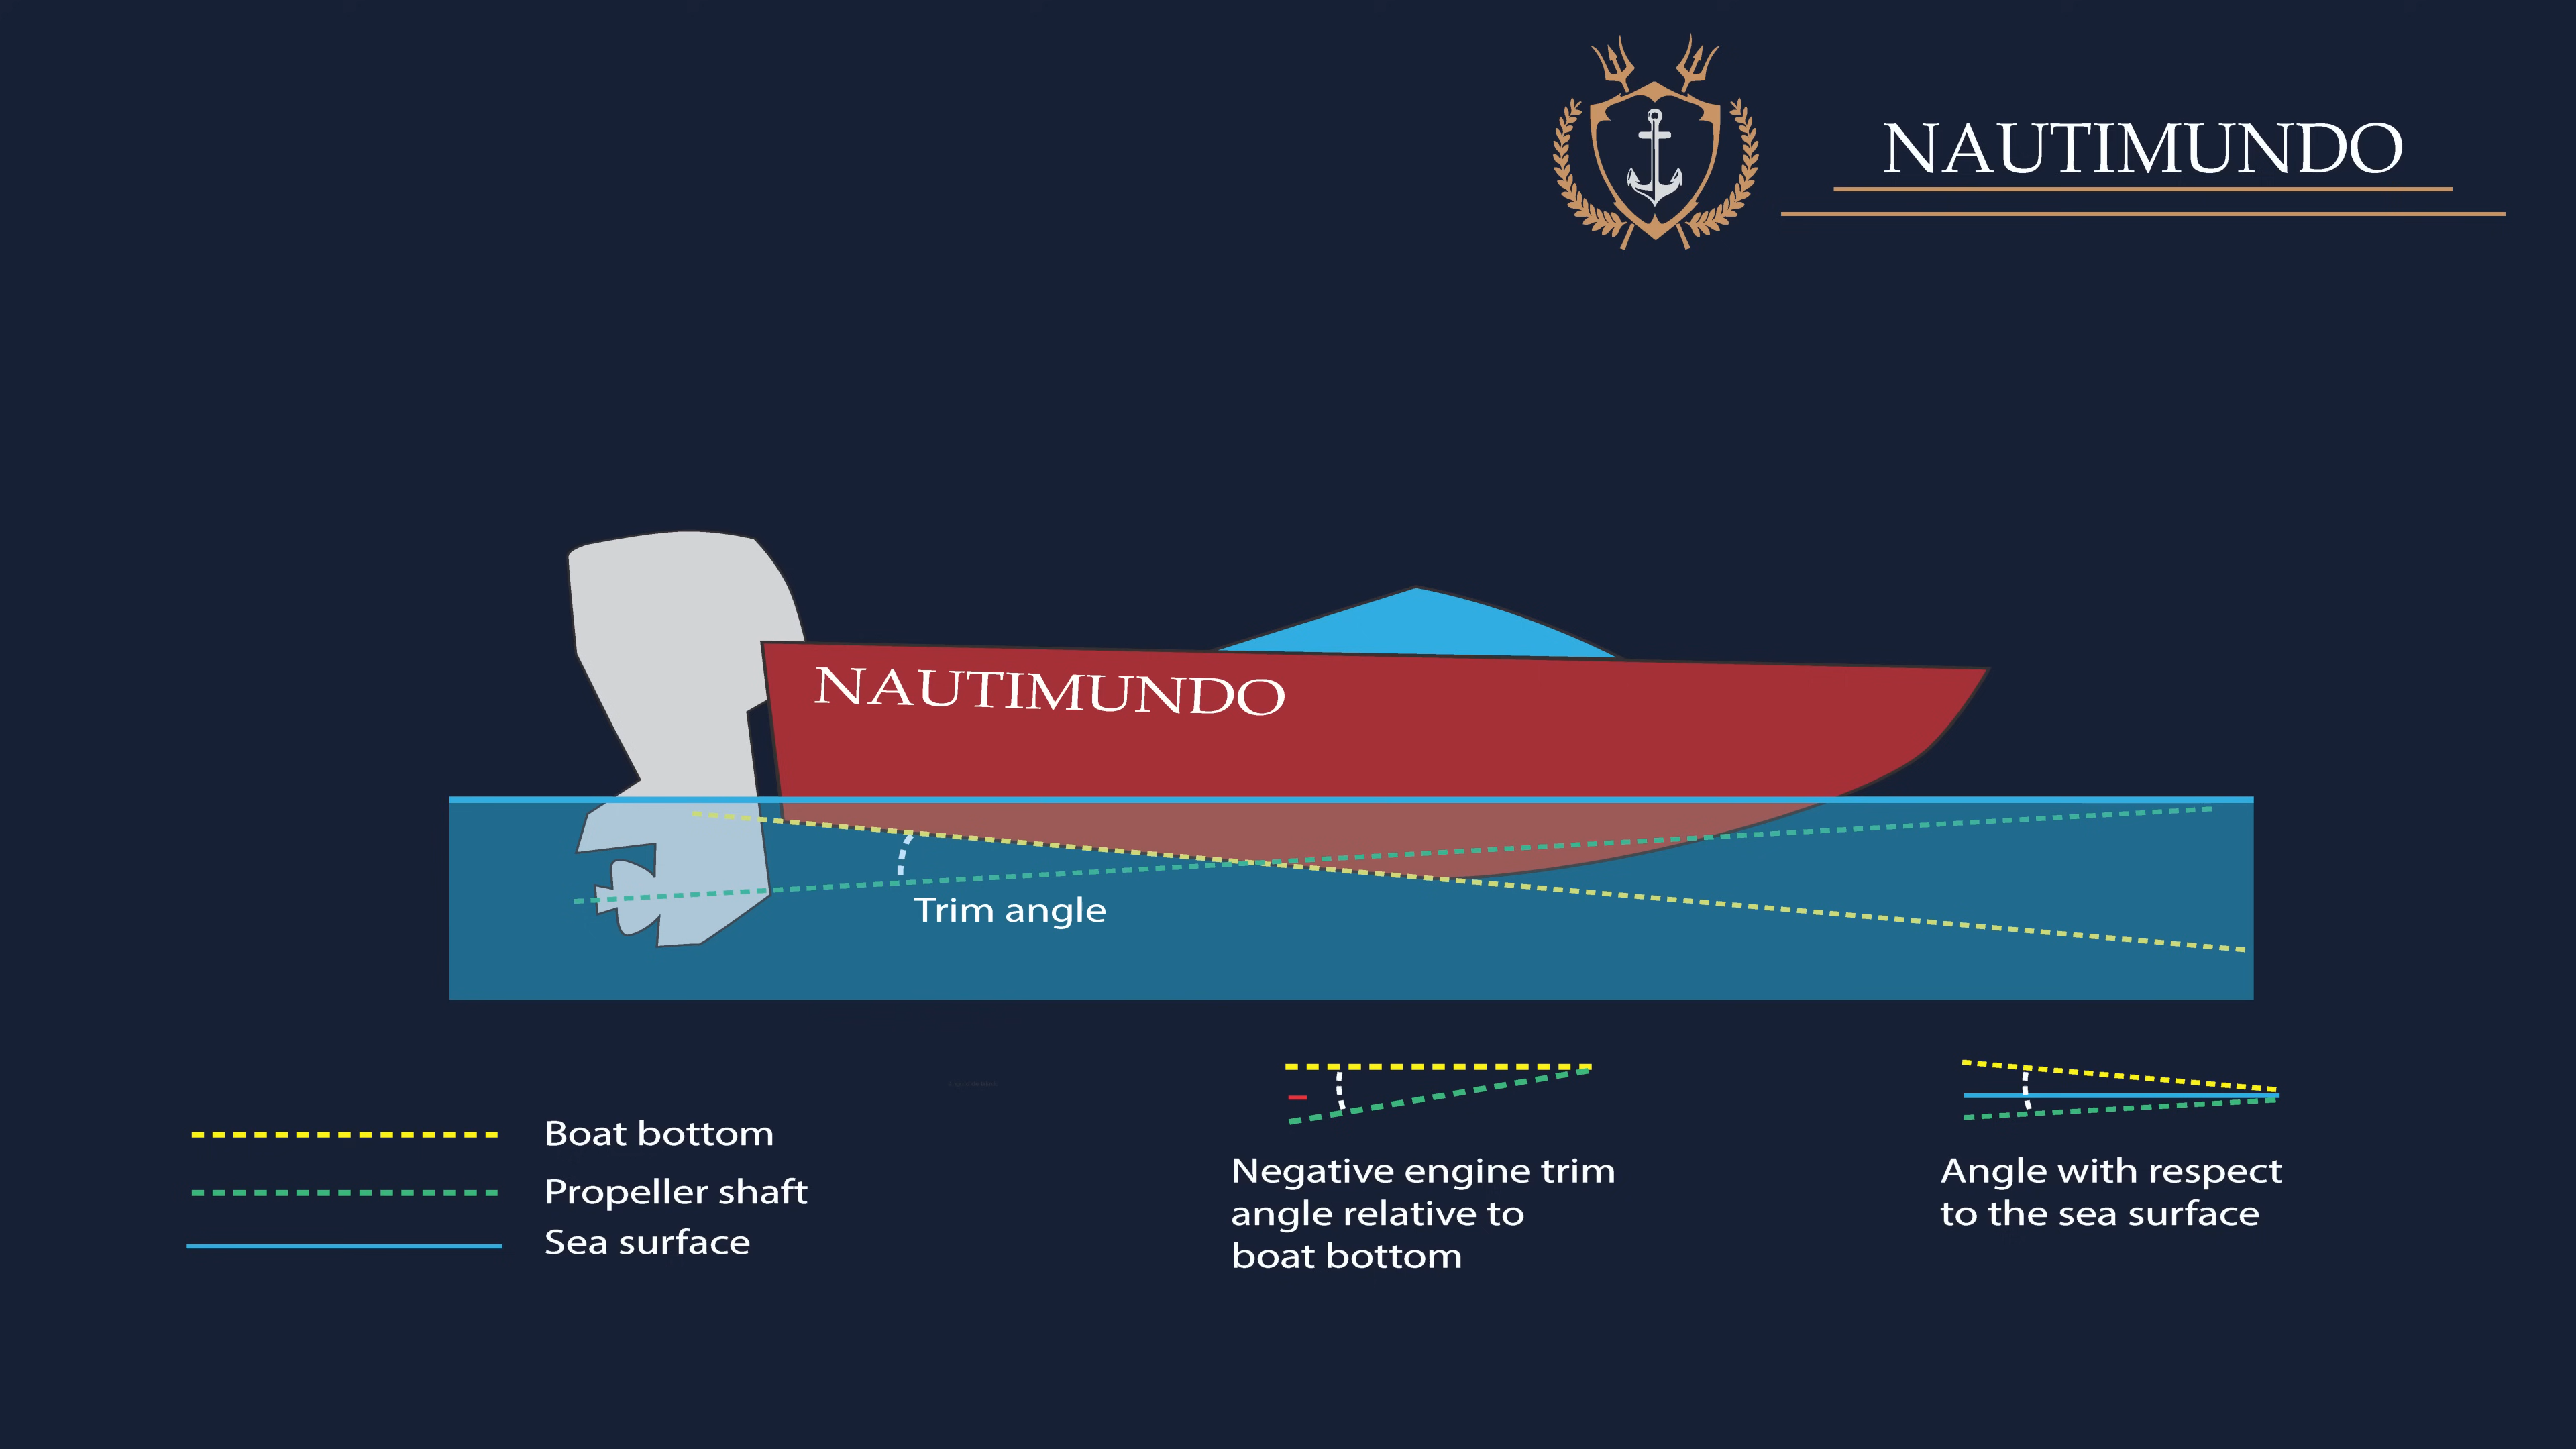 NAUTIMUNDO
NAUTIMUNDO
Trim angle
Boat bottom
Propeller shaft
Sea surface
Negative engine trim
angle relative to
boat bottom
Angle with respect
to the sea surface